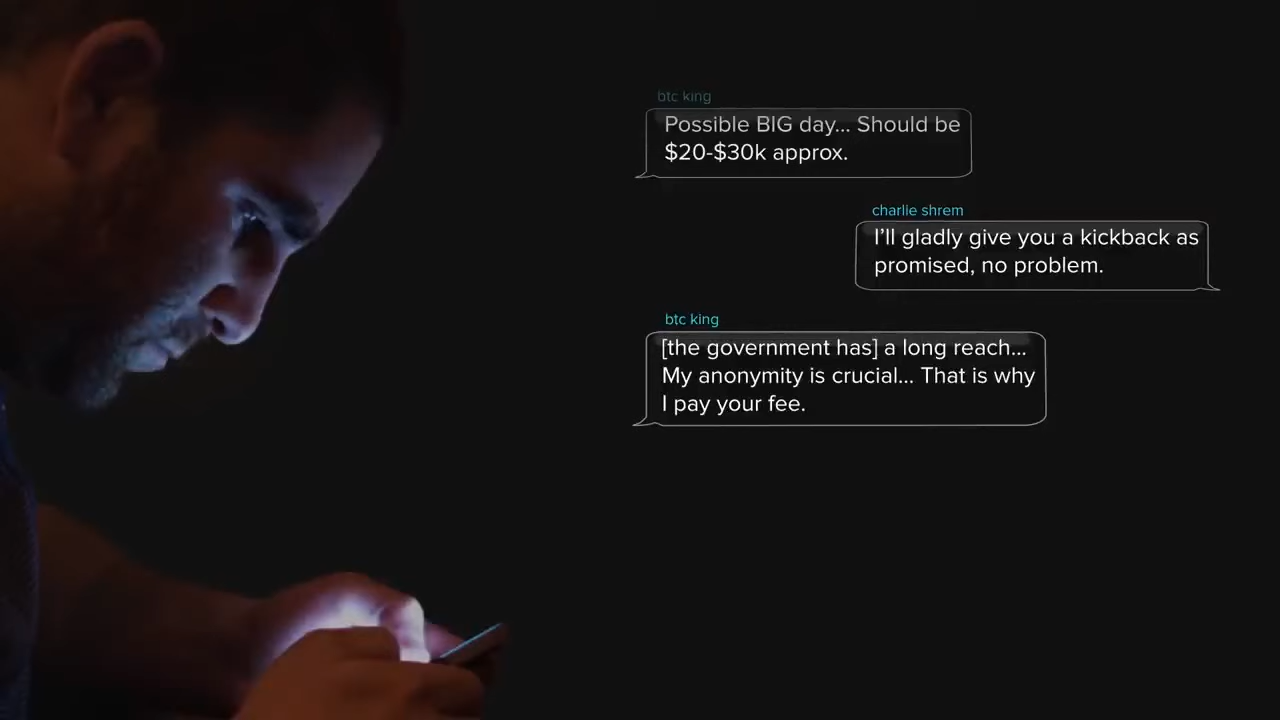 btc king
Possible BIG day... Should be
$20-$30k approx.
charlie shrem
I'll gladly give you a kickback as
promised, no problem.
btc king
[the government has] a long reach...
My anonymity is crucial... That is why
I pay your fee.